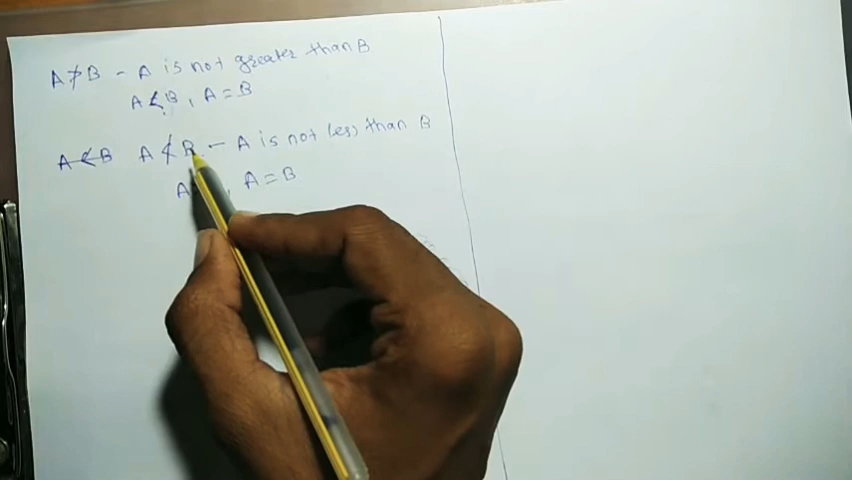 A ≯ B - A is not greater than B
A < B , A = B
A < B A ≮ B - A is not less than B
A , A = B